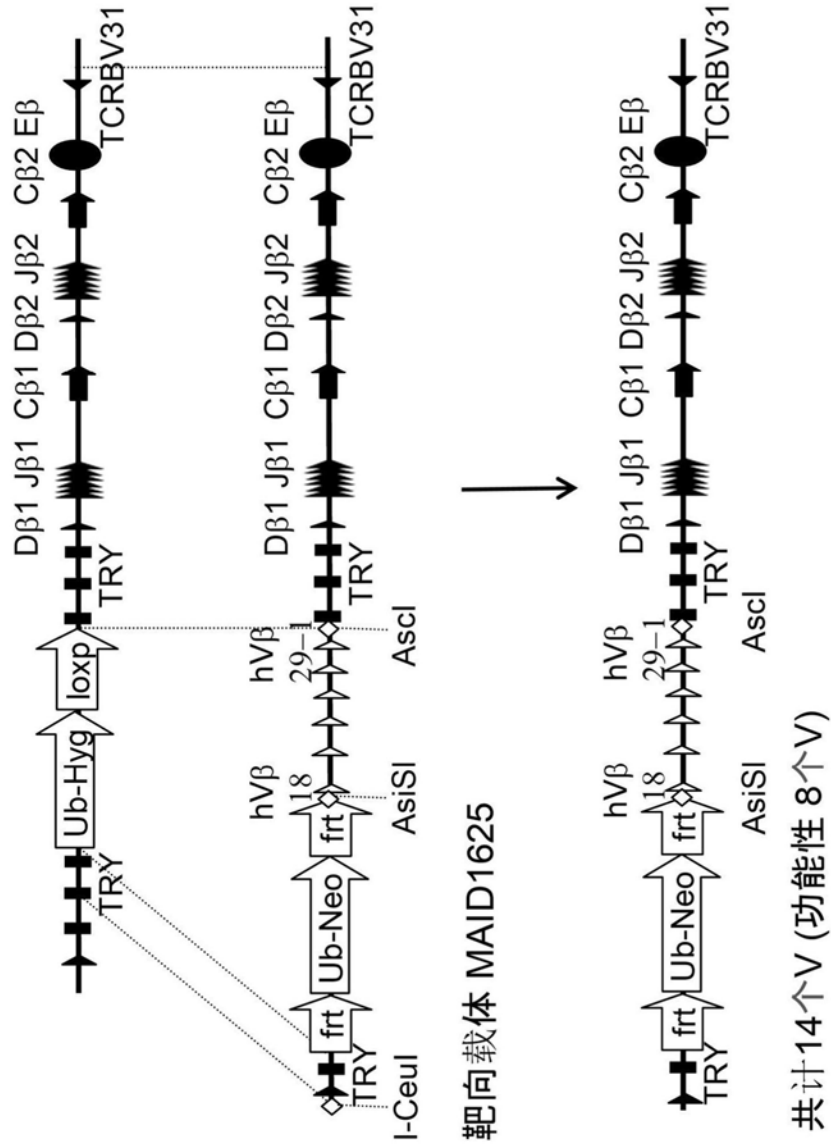 Dβ1 Jβ1 Cβ1 Dβ2 Jβ2 Cβ2 Eβ
Ub-Hyg loxp
TRY TRY TCRBV31
hVβ hVβ Dβ1 Jβ1 Cβ1 Dβ2 Jβ2 Cβ2 Eβ
18 29–1
frt Ub-Neo frt
TRY TRY TCRBV31
I-CeuI AsiSI AscI
靶向载体 MAID1625
hVβ hVβ Dβ1 Jβ1 Cβ1 Dβ2 Jβ2 Cβ2 Eβ
18 29–1
frt Ub-Neo frt
TRY TCRBV31
AsiSI AscI
共计14个V (功能性 8个V)